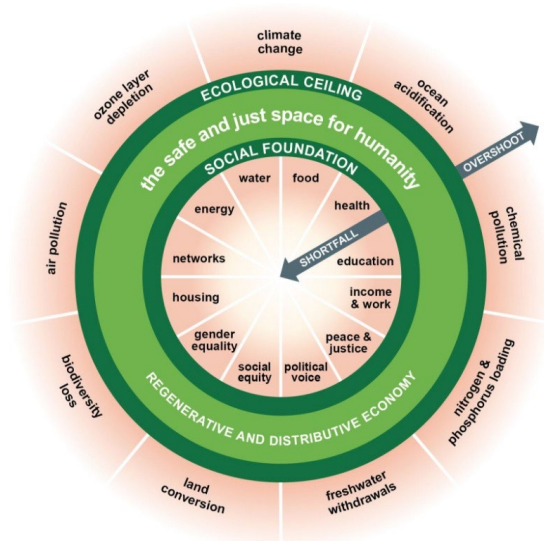 climate
change
ozone layer
depletion
ocean
acidification
ECOLOGICAL CEILING
the safe and just space for humanity
OVERSHOOT
SOCIAL FOUNDATION
water
food
energy
health
SHORTFALL
air pollution
chemical
pollution
networks
education
housing
income
& work
gender
equality
peace &
justice
social
equity
political
voice
biodiversity
loss
nitrogen &
phosphorus loading
REGENERATIVE AND DISTRIBUTIVE ECONOMY
land
conversion
freshwater
withdrawals